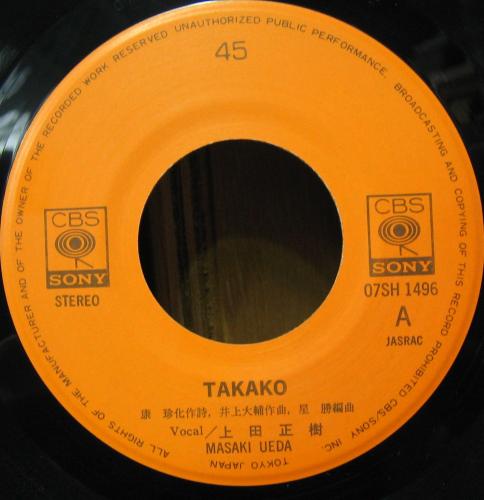 ALL RIGHTS OF THE MANUFACTURER AND OF THE OWNER OF THE RECORDED WORK RESERVED UNAUTHORIZED PUBLIC PERFORMANCE, BROADCASTING AND COPYING OF THIS RECORD PROHIBITED CBS/SONY INC.
TOKYO JAPAN
45
CBS
SONY
STEREO
CBS
SONY
07SH 1496
A
JASRAC
TAKAKO
康 珍化作詩, 井上大輔作曲, 星 勝編曲
Vocal/上田正樹
MASAKI UEDA